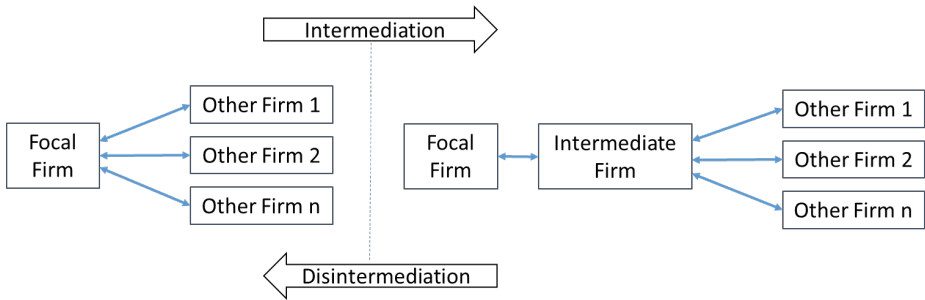 Intermediation
Other Firm 1
Focal
Firm
Other Firm 2
Other Firm n
Focal
Firm
Intermediate
Firm
Other Firm 1
Other Firm 2
Other Firm n
Disintermediation